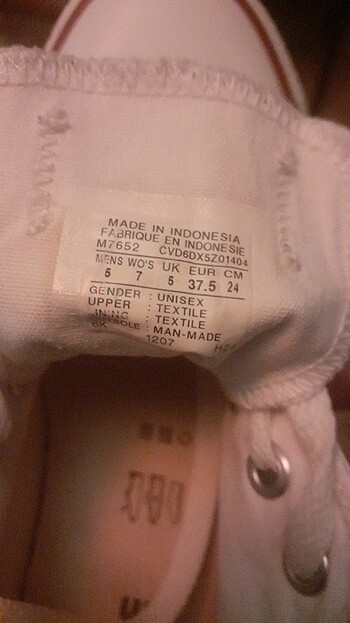 MADE IN INDONESIA
FABRIQUE EN INDONESIE
M7652 CVD6DX5Z01404
MENS WO'S UK EUR CM
5 7 5 37.5 24
GENDER : UNISEX
UPPER : TEXTILE
: TEXTILE
: MAN-MADE
1207